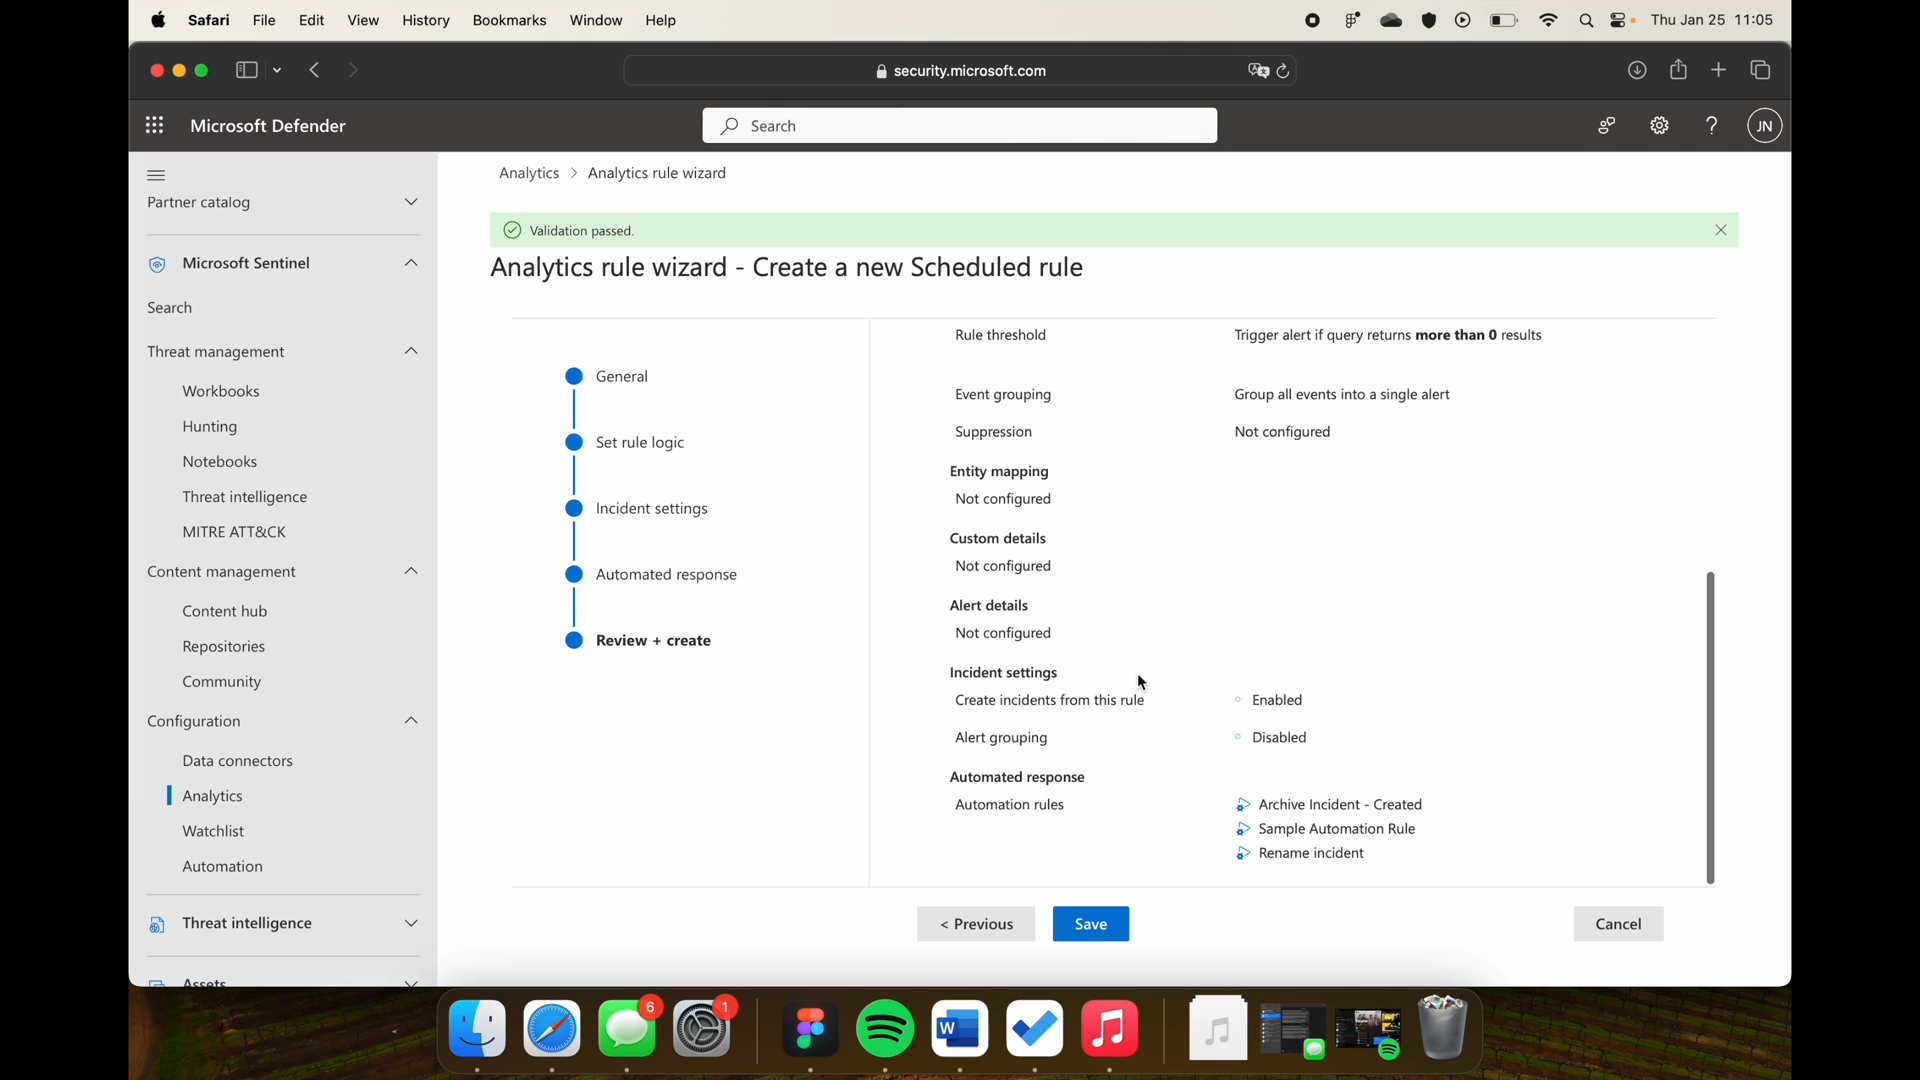 Safari File Edit View History Bookmarks Window Help Thu Jan 25 11:05
security.microsoft.com
Microsoft Defender Search JN
Partner catalog
Microsoft Sentinel
Search
Threat management
Workbooks
Hunting
Notebooks
Threat intelligence
MITRE ATT&CK
Content management
Content hub
Repositories
Community
Configuration
Data connectors
Analytics
Watchlist
Automation
Threat intelligence
Assets
Analytics > Analytics rule wizard
Validation passed.
Analytics rule wizard - Create a new Scheduled rule
General
Set rule logic
Incident settings
Automated response
Review + create
Rule threshold Trigger alert if query returns more than 0 results
Event grouping Group all events into a single alert
Suppression Not configured
Entity mapping
Not configured
Custom details
Not configured
Alert details
Not configured
Incident settings
Create incidents from this rule Enabled
Alert grouping Disabled
Automated response
Automation rules Archive Incident - Created
Sample Automation Rule
Rename incident
< Previous Save Cancel
6 1
W